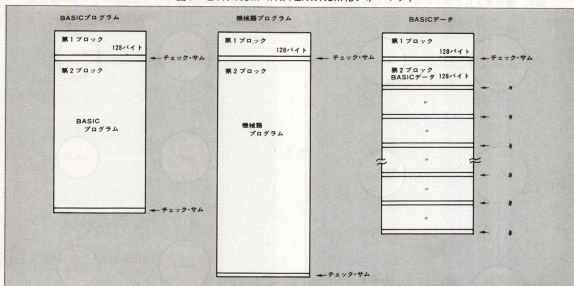 BASICプログラム
第1ブロック
128バイト
チェック・サム
第2ブロック
BASIC
プログラム
チェック・サム
機械語プログラム
第1ブロック
128バイト
チェック・サム
第2ブロック
機械語
プログラム
チェック・サム
BASICデータ
第1ブロック
128バイト
チェック・サム
第2ブロック
BASICデータ 128バイト
〃
〃
〃
〃
〃
〃
〃
〃
〃
〃
〃